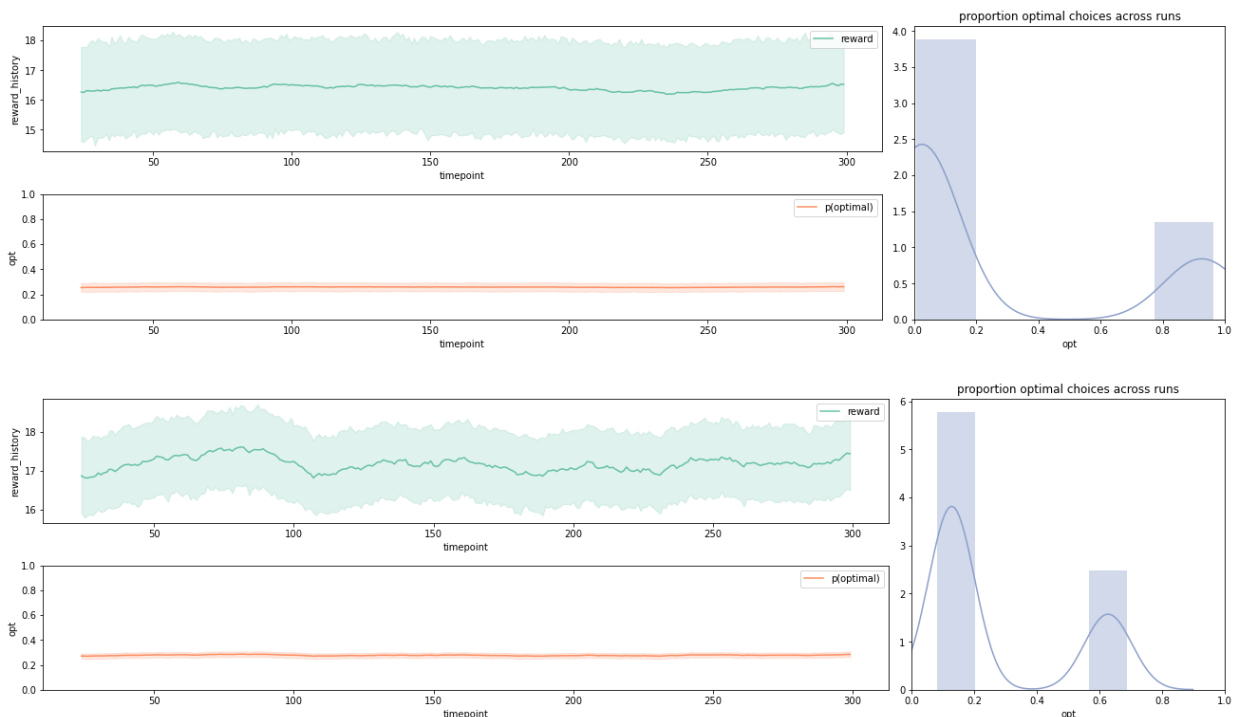 proportion optimal choices across runs
reward_history
18
17
16
15
reward
50 100 150 200 250 300
timepoint
opt
1.0
0.8
0.6
0.4
0.2
0.0
p(optimal)
50 100 150 200 250 300
timepoint
4.0
3.5
3.0
2.5
2.0
1.5
1.0
0.5
0.0
0.0 0.2 0.4 0.6 0.8 1.0
opt
proportion optimal choices across runs
reward_history
18
17
16
reward
50 100 150 200 250 300
timepoint
opt
1.0
0.8
0.6
0.4
0.2
0.0
p(optimal)
50 100 150 200 250 300
timepoint
6
5
4
3
2
1
0
0.0 0.2 0.4 0.6 0.8 1.0
opt